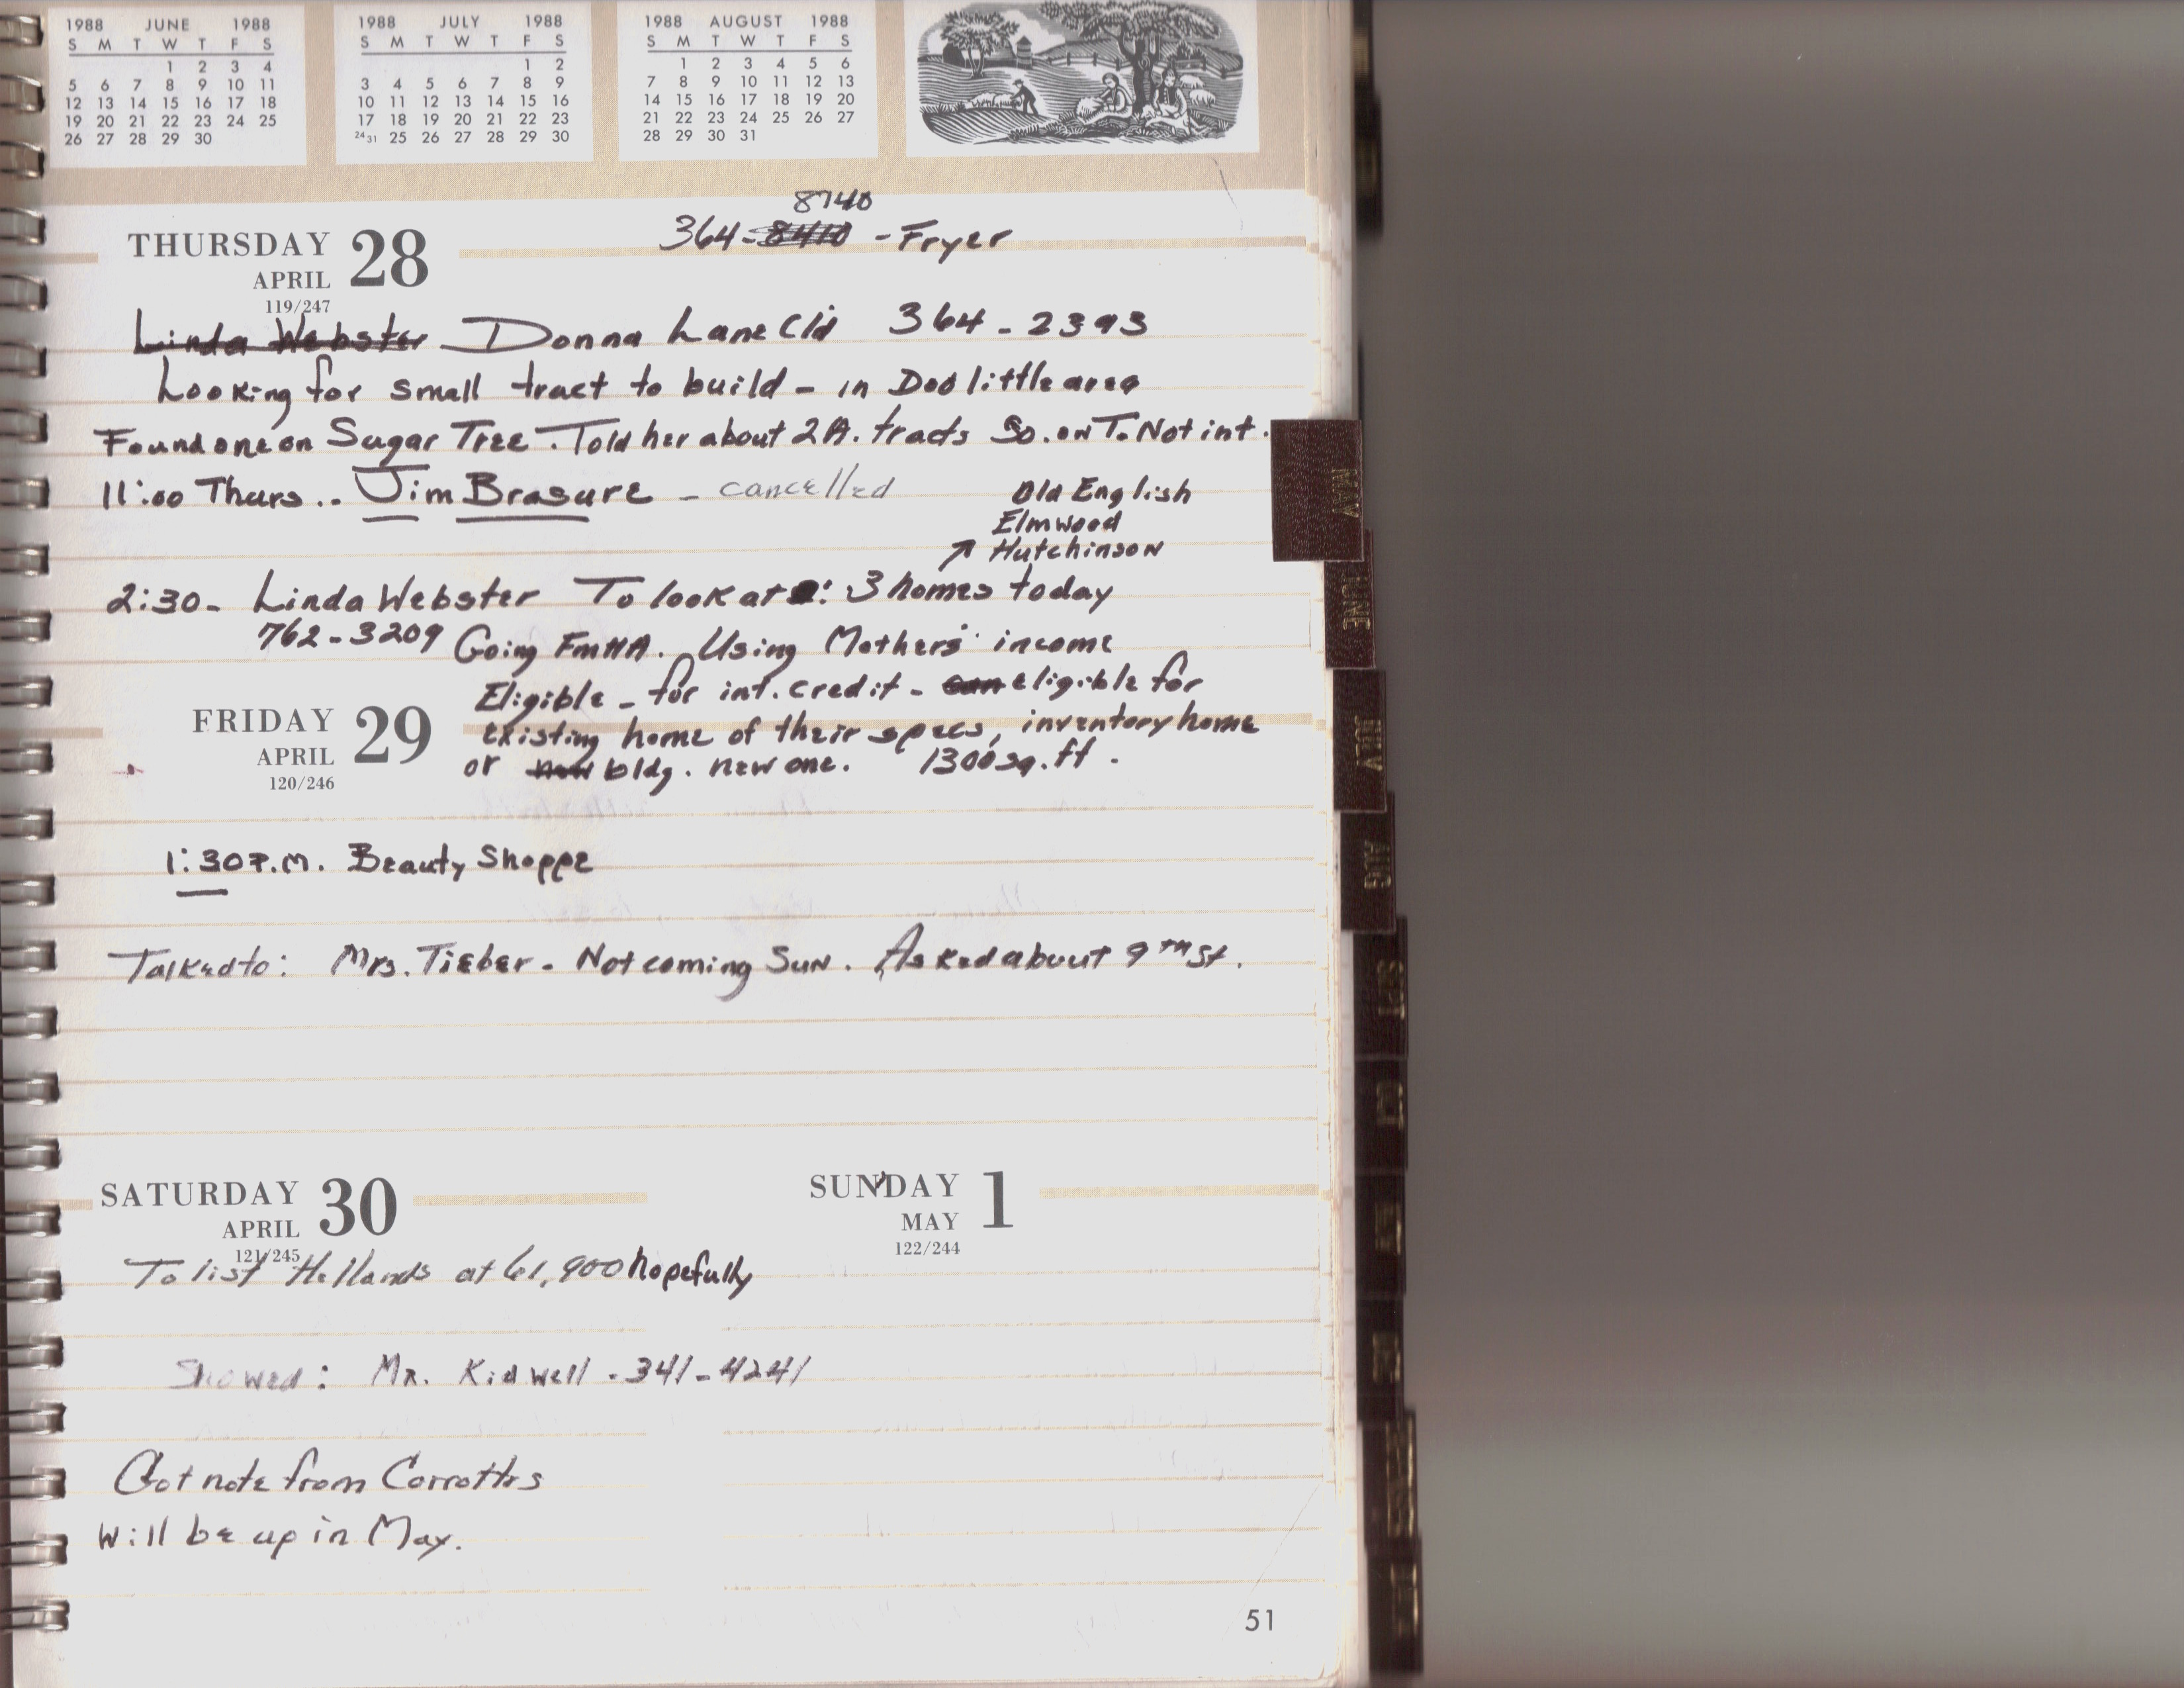 1988 JUNE 1988
S M T W T F S
1 2 3 4
5 6 7 8 9 10 11
12 13 14 15 16 17 18
19 20 21 22 23 24 25
26 27 28 29 30
1988 JULY 1988
S M T W T F S
1 2
3 4 5 6 7 8 9
10 11 12 13 14 15 16
17 18 19 20 21 22 23
24 31 25 26 27 28 29 30
1988 AUGUST 1988
S M T W T F S
1 2 3 4 5 6
7 8 9 10 11 12 13
14 15 16 17 18 19 20
21 22 23 24 25 26 27
28 29 30 31
8740
364-8410 - Fryer
THURSDAY 28
APRIL
119/247
Linda Webster Donna Lane Cld 364-2393
Looking for small tract to build - in Doolittle area
Found one on Sugar Tree. Told her about 2A. tracts So. on T. Not int.
11:00 Thurs.. Jim Brasure - cancelled
Old English
Elmwood
↗ Hutchinson
2:30- Linda Webster To look at : 3 homes today
762-3209 Going FmHA. Using Mothers' income
Eligible - for int. credit - can eligible for
existing home of their specs, inventory home
or new bldg. new one. 1300 sq. ft.
FRIDAY 29
APRIL
120/246
1:30 P.M. Beauty Shoppe
Talked to: Mrs. Tieber - Not coming Sun. Asked about 9th St.
SATURDAY 30
APRIL
121/245
To list Hellands at 61,900 hopefully
Showed: Mr. Kidwell - 341-4241
Got note from Corrotters
Will be up in May.
SUNDAY 1
MAY
122/244
51
MAY
JUNE
JULY
AUG
SEPT
OCT